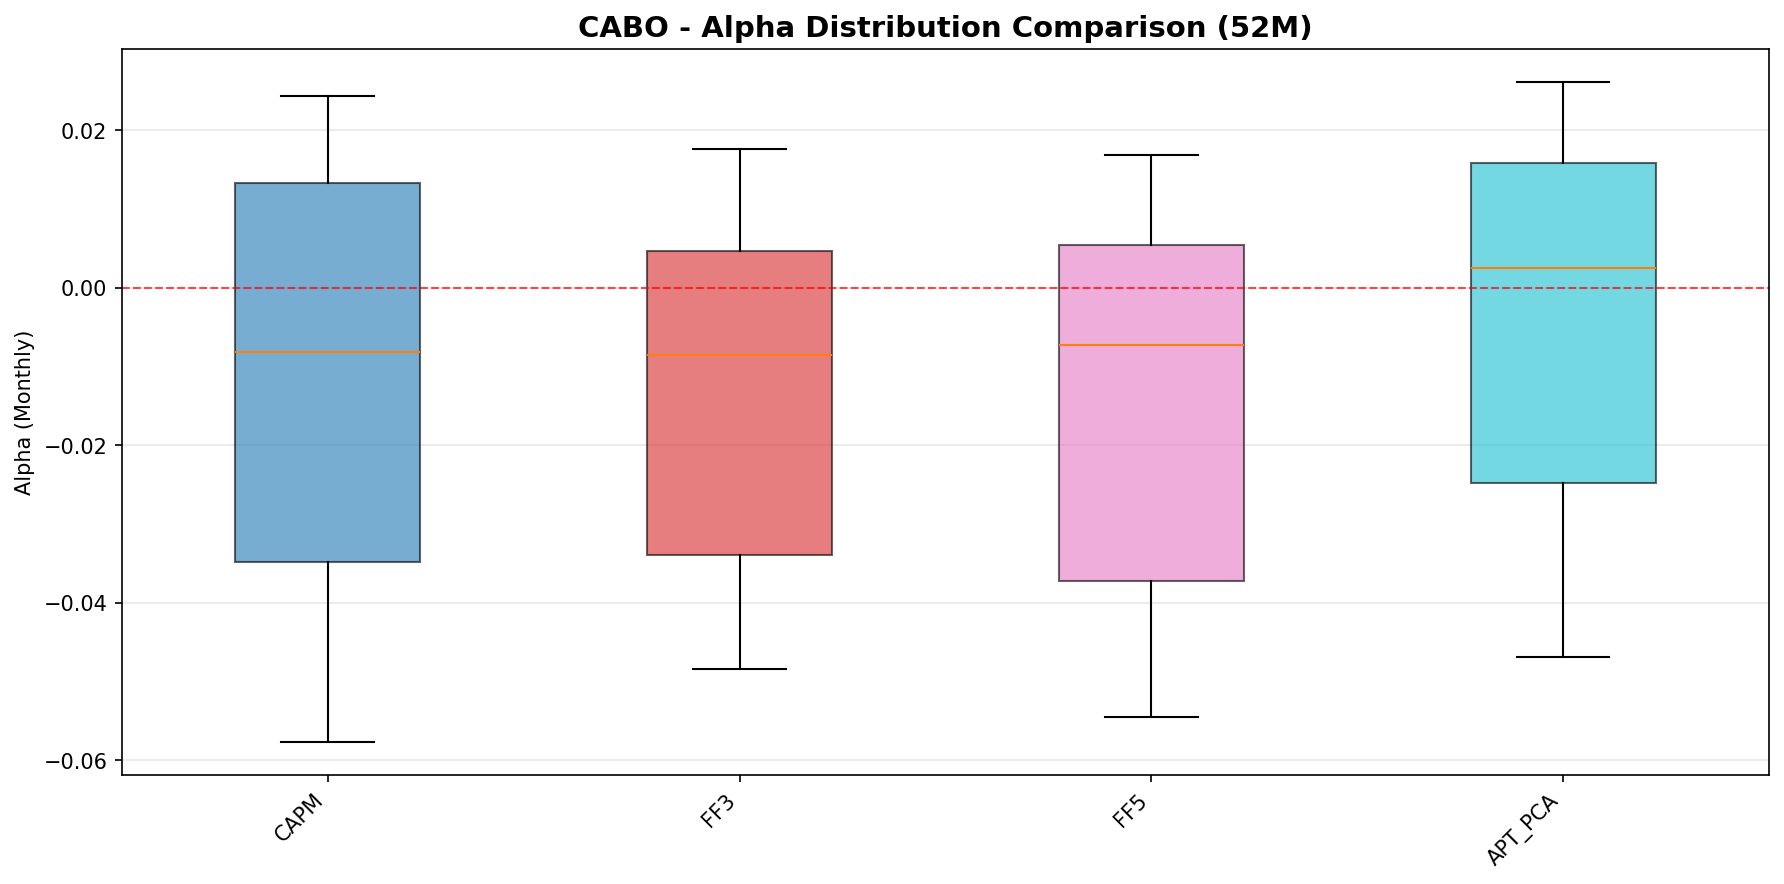 CABO - Alpha Distribution Comparison (52M)
0.02
0.00
−0.02
−0.04
−0.06
Alpha (Monthly)
CAPM
FF3
FF5
APT_PCA